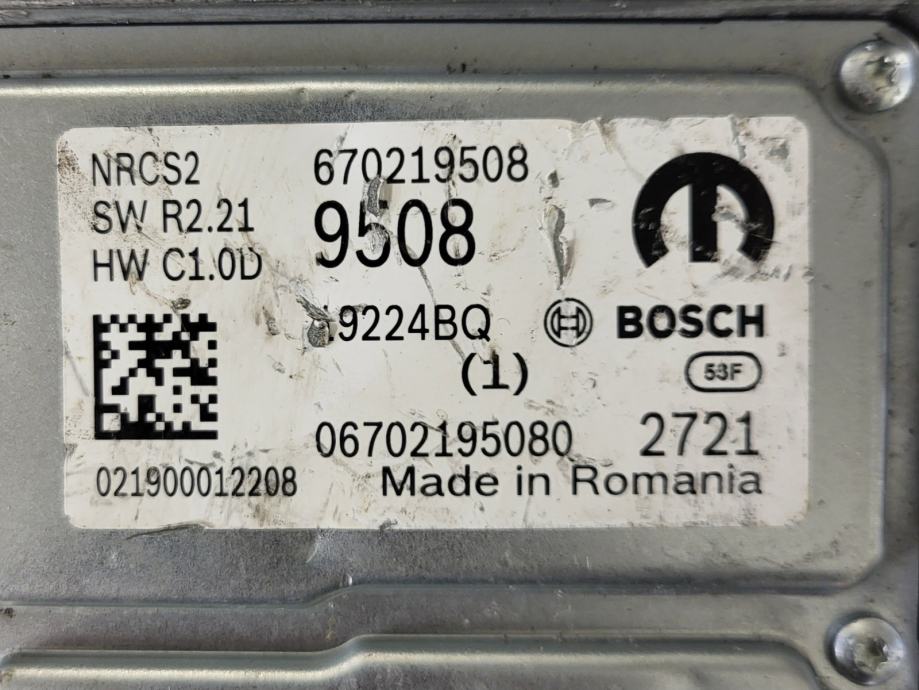 NRCS2 670219508
SW R2.21 9508
HW C1.0D
.9224BQ BOSCH
(1) 53F
06702195080 2721
021900012208 Made in Romania